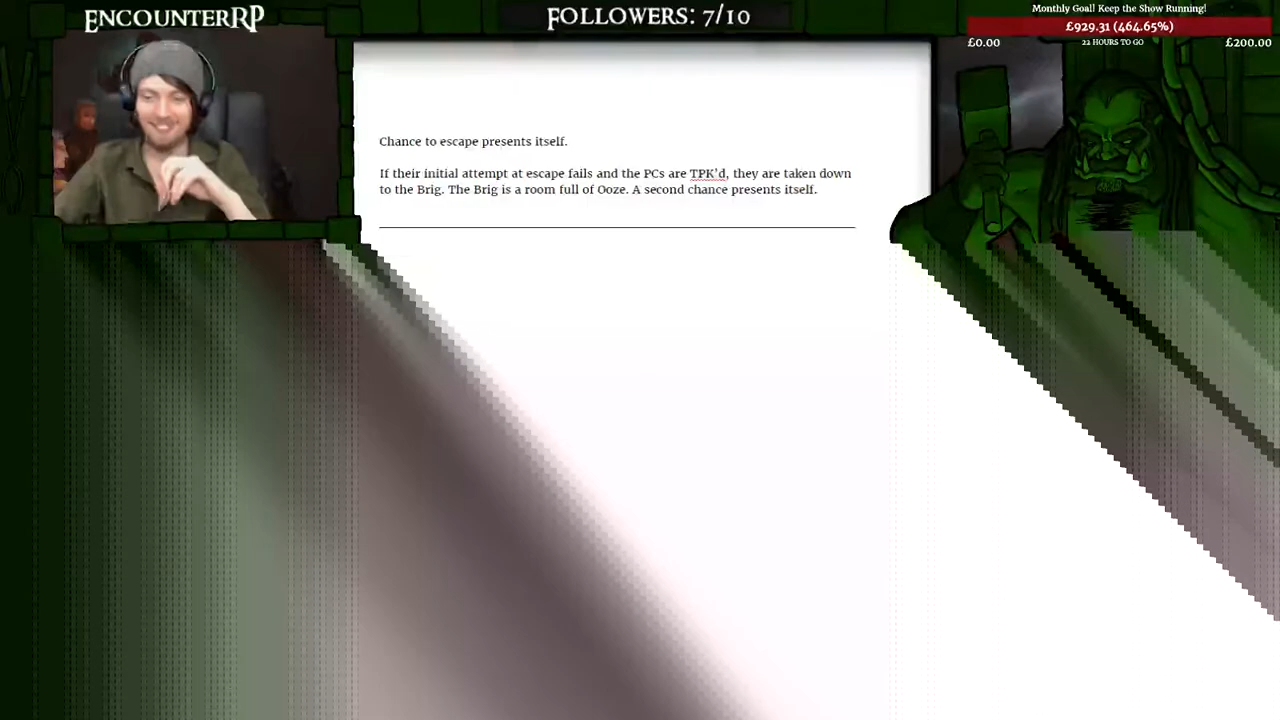 EncounterRP
Followers: 7/10
Monthly Goal! Keep the Show Running!
£929.31 (464.65%)
£0.00
22 HOURS TO GO
£200.00
Chance to escape presents itself.
If their initial attempt at escape fails and the PCs are TPK'd, they are taken down
to the Brig. The Brig is a room full of Ooze. A second chance presents itself.